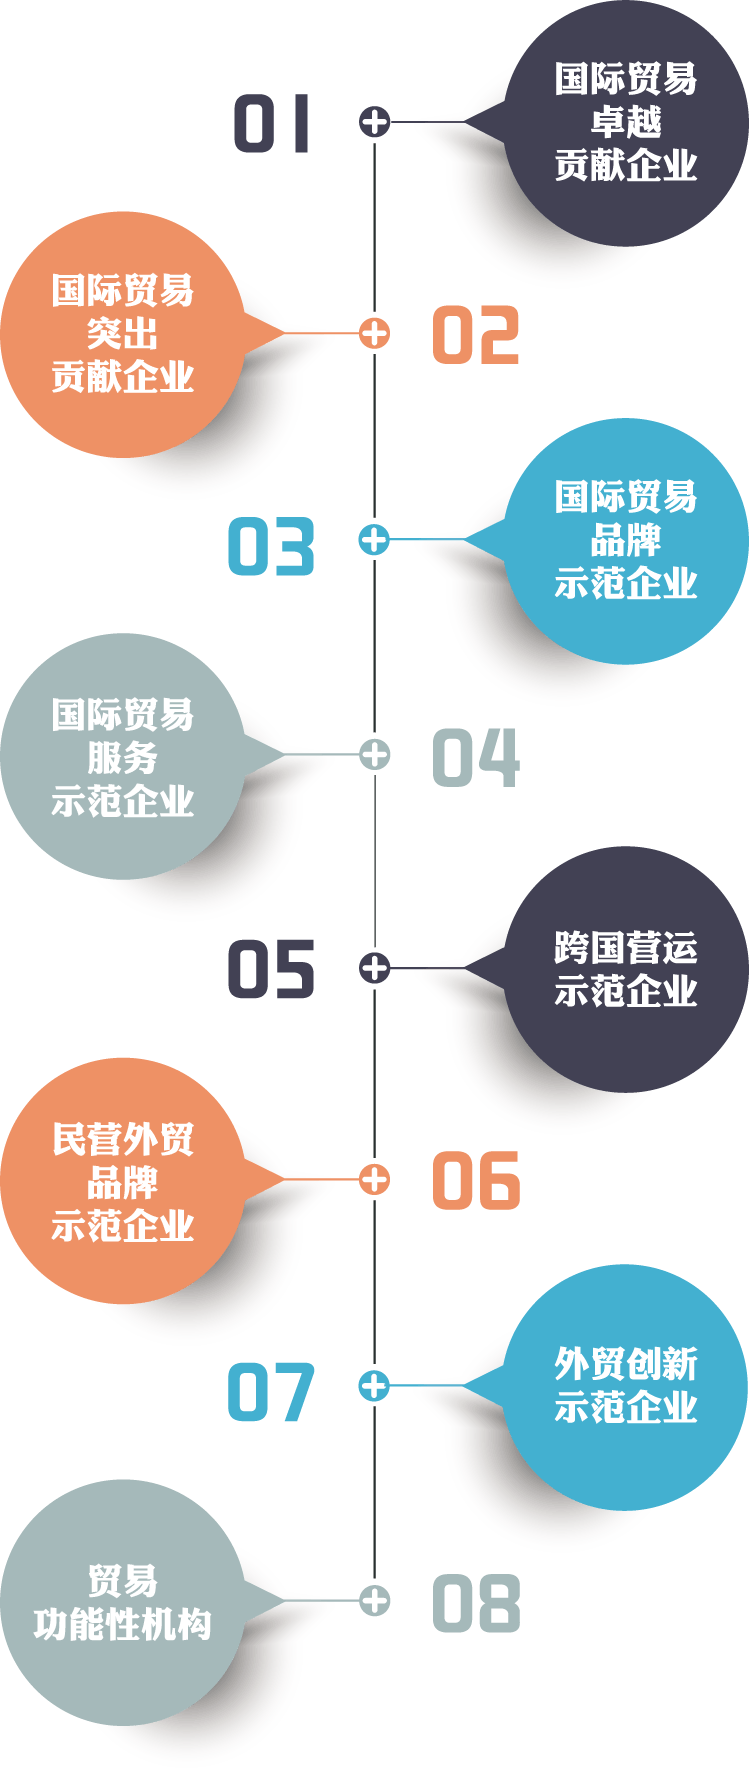 01
国际贸易
卓越
贡献企业
国际贸易
突出
贡献企业
02
03
国际贸易
品牌
示范企业
国际贸易
服务
示范企业
04
05
跨国营运
示范企业
民营外贸
品牌
示范企业
06
07
外贸创新
示范企业
贸易
功能性机构
08